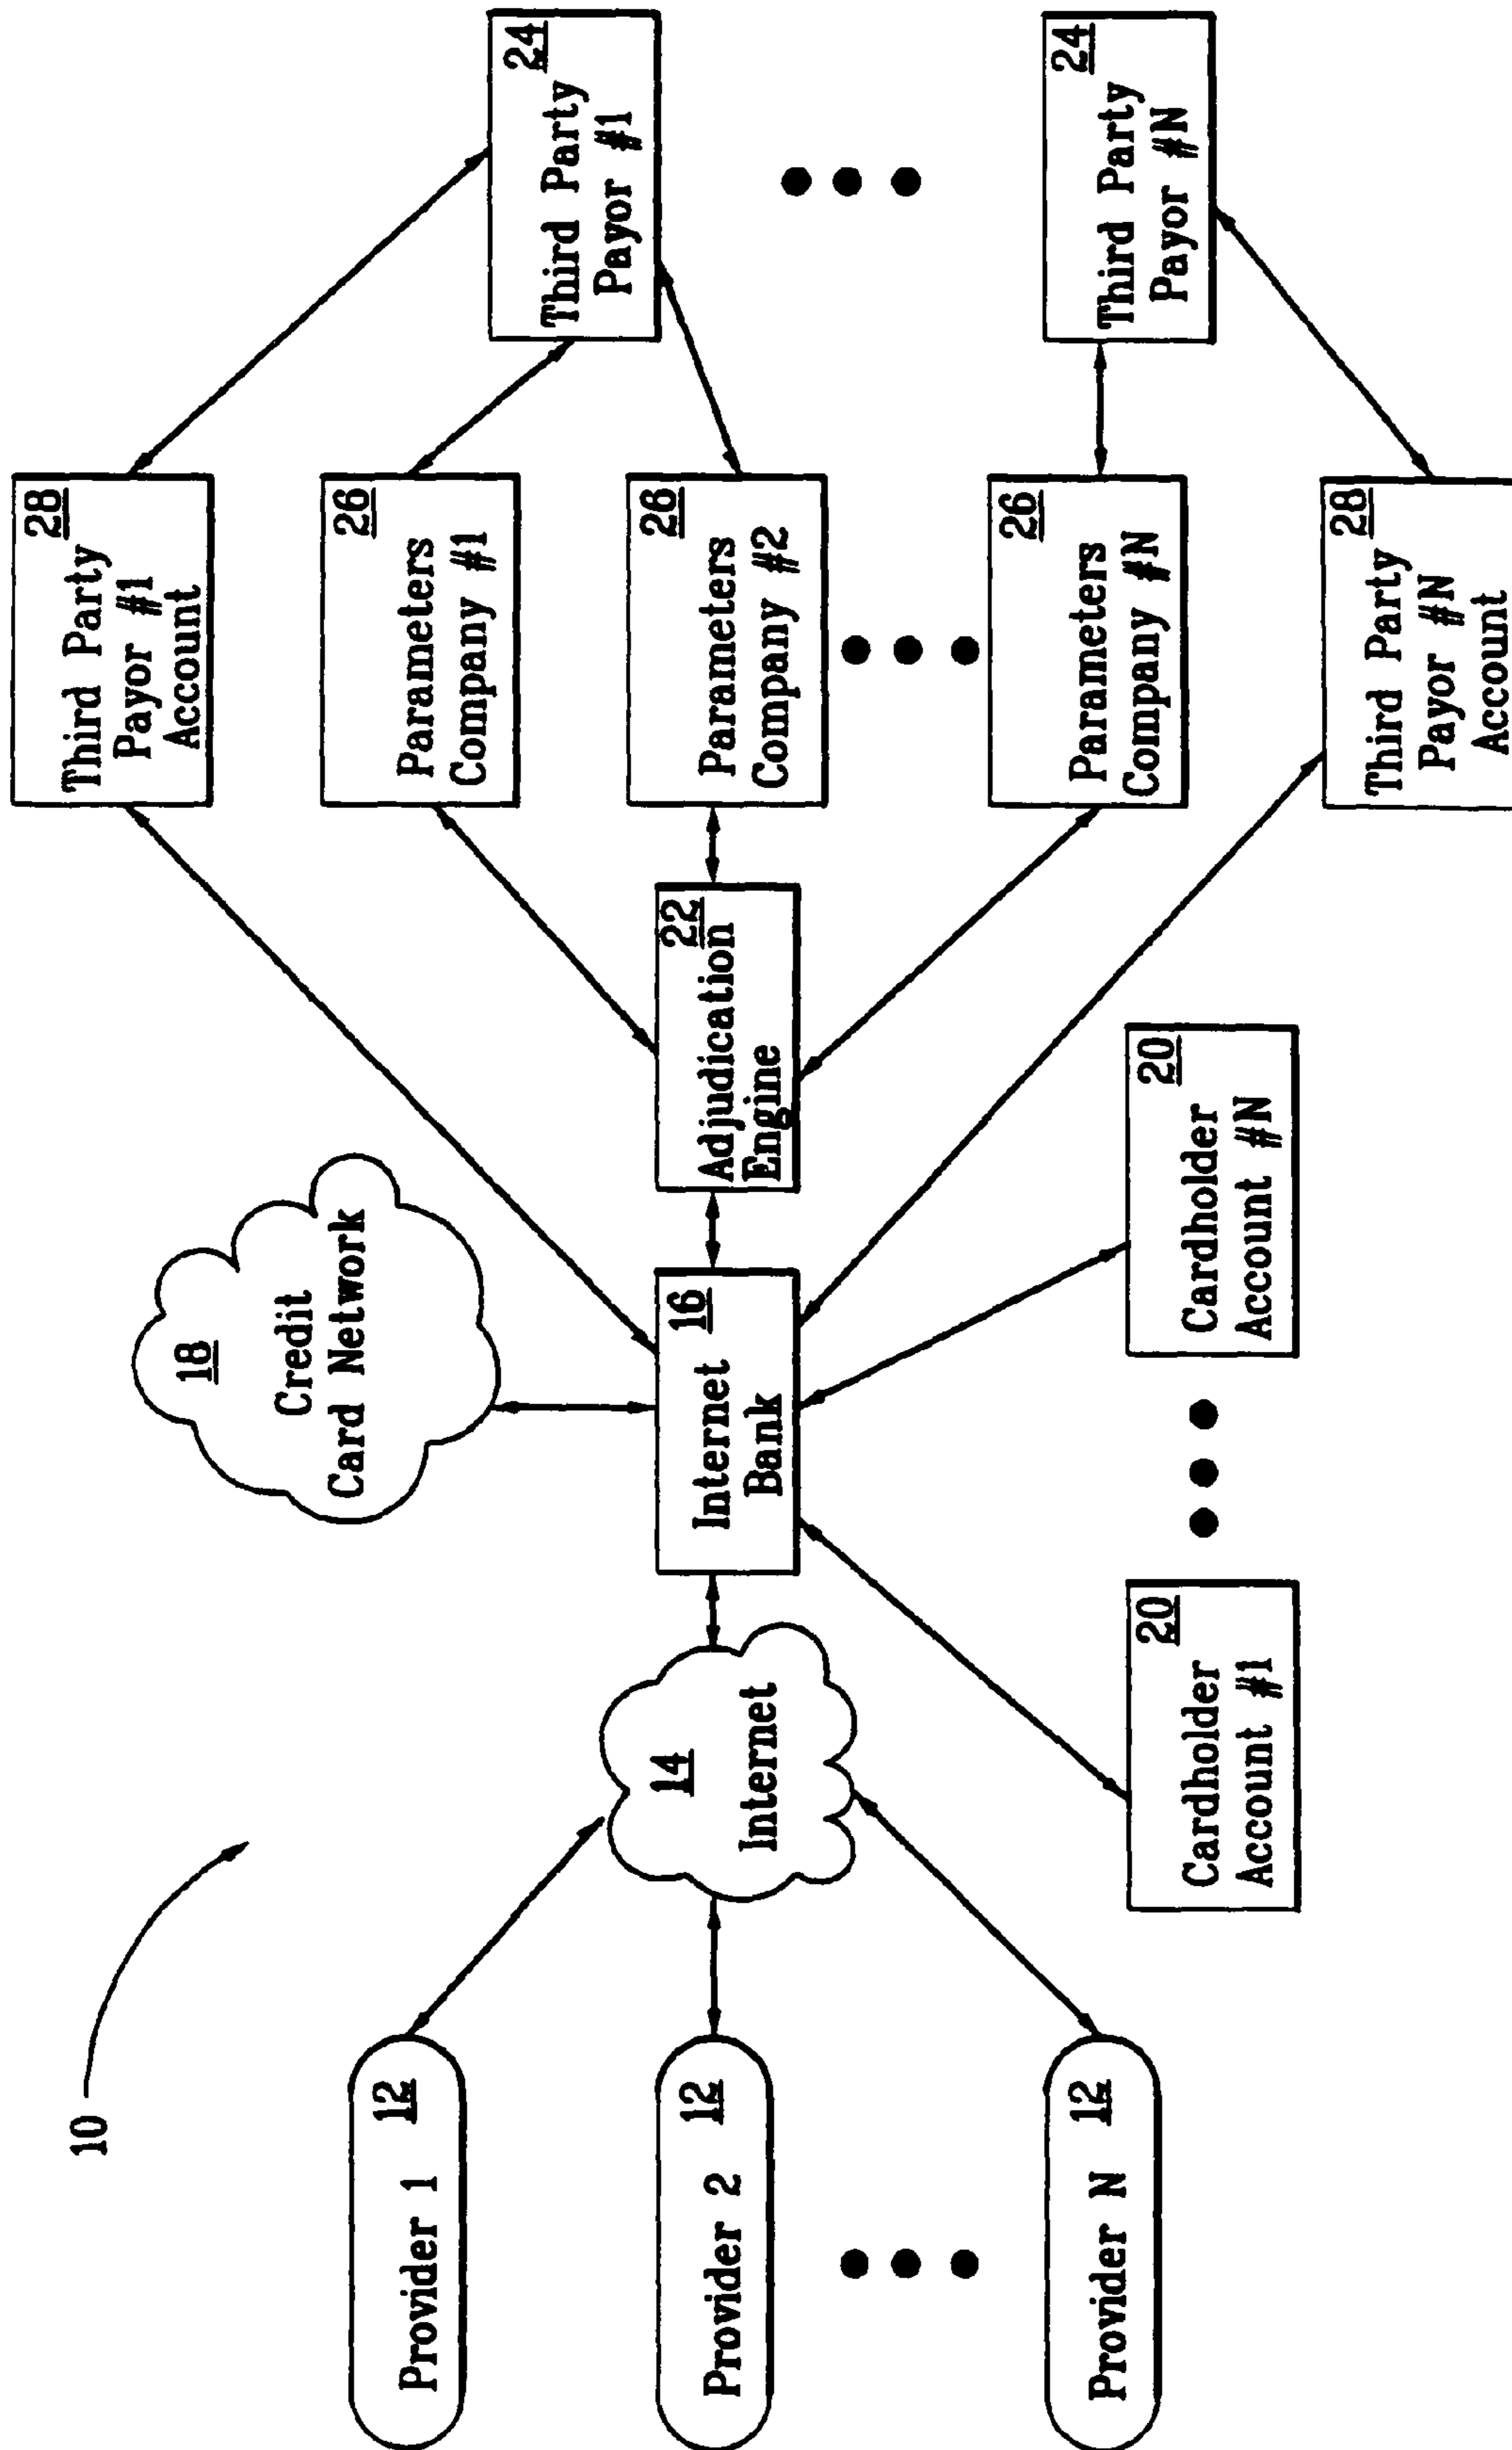 10
Provider 1 12
Provider 2 12
Provider N 12
14
Internet
18
Credit
Card Network
16
Internet
Bank
20
Cardholder
Account #1
20
Cardholder
Account #N
22
Adjudication
Engine
28
Third Party
Payor #1
Account
26
Parameters
Company #1
26
Parameters
Company #2
26
Parameters
Company #N
28
Third Party
Payor #N
Account
24
Third Party
Payor #1
24
Third Party
Payor #N